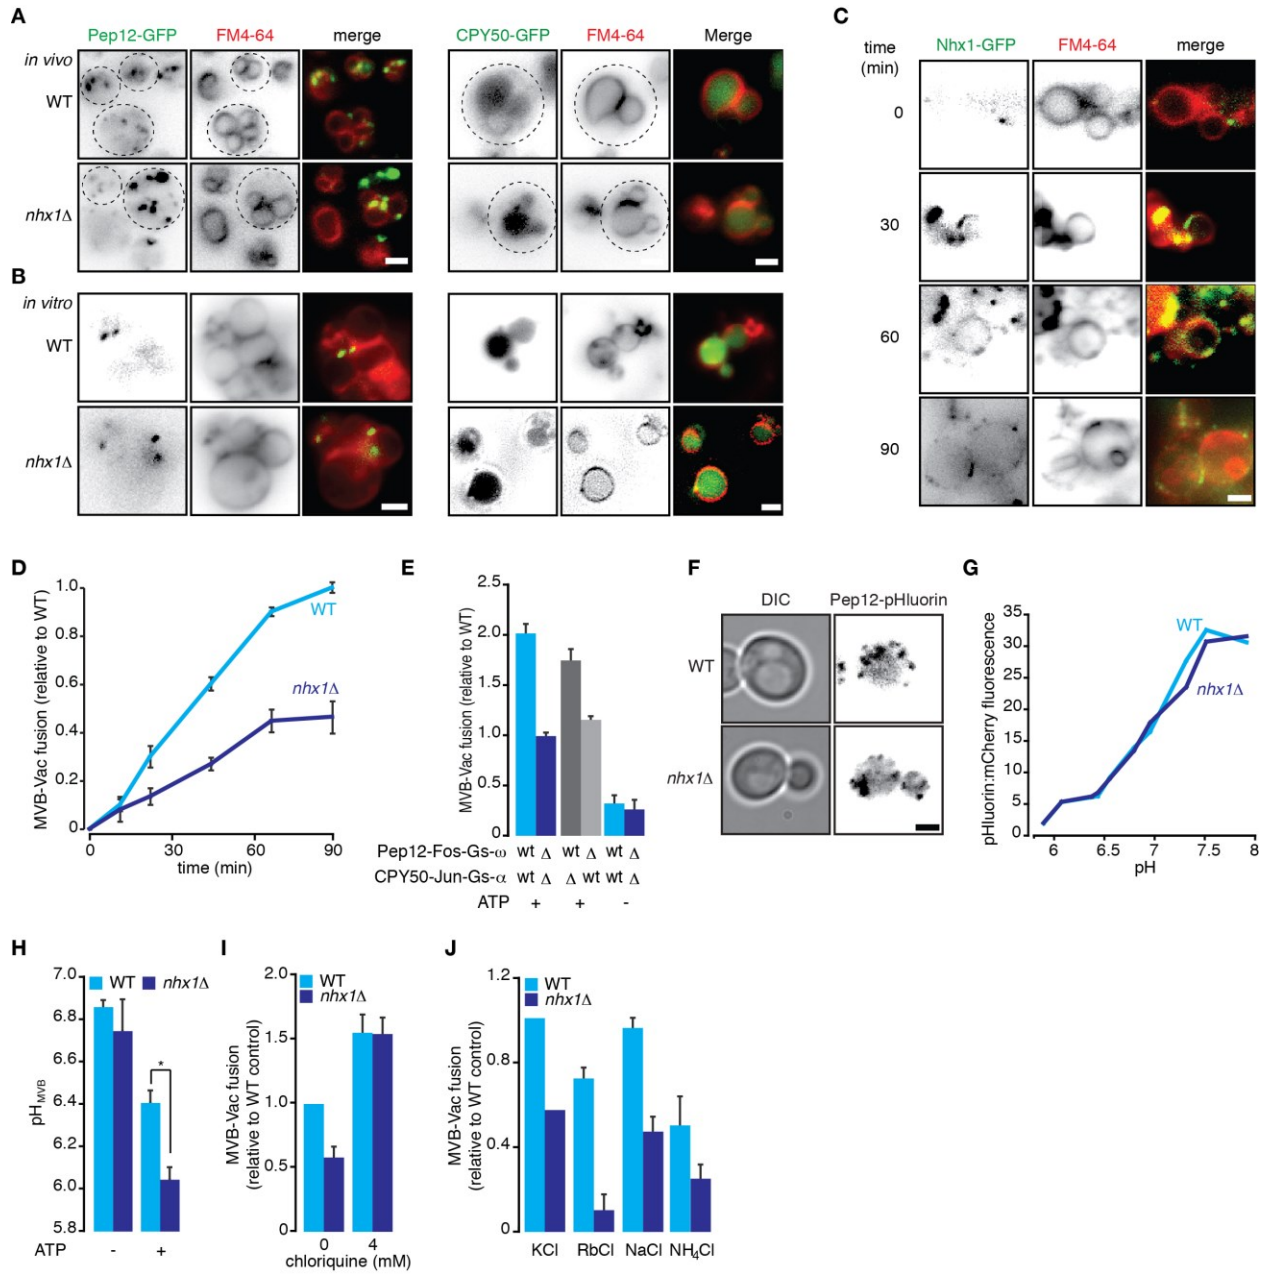 A
Pep12-GFP FM4-64 merge CPY50-GFP FM4-64 Merge
in vivo
WT
nhx1Δ
B
in vitro
WT
nhx1Δ
C
time
(min)
Nhx1-GFP FM4-64 merge
0
30
60
90
D
MVB-Vac fusion (relative to WT)
1.0
0.8
0.6
0.4
0.2
0
WT
nhx1Δ
0 30 60 90
time (min)
E
MVB-Vac fusion (relative to WT)
2.5
2.0
1.5
1.0
0.5
0
Pep12-Fos-Gs-ω wt Δ wt Δ wt Δ
CPY50-Jun-Gs-α wt Δ Δ wt wt Δ
ATP + + -
F
DIC Pep12-pHluorin
WT
nhx1Δ
G
pHluorin:mCherry fluorescence
35
30
25
20
15
10
5
0
WT
nhx1Δ
6 6.5 7 7.5 8
pH
H
WT nhx1Δ
pHMVB
7.0
6.8
6.6
6.4
6.2
6.0
5.8
*
ATP - +
I
MVB-Vac fusion
(relative to WT control)
2.0
1.5
1.0
0.5
0
WT
nhx1Δ
0 4
chloriquine (mM)
J
MVB-Vac fusion
(relative to WT control)
1.2
0.8
0.4
0
WT
nhx1Δ
KCl RbCl NaCl NH4Cl